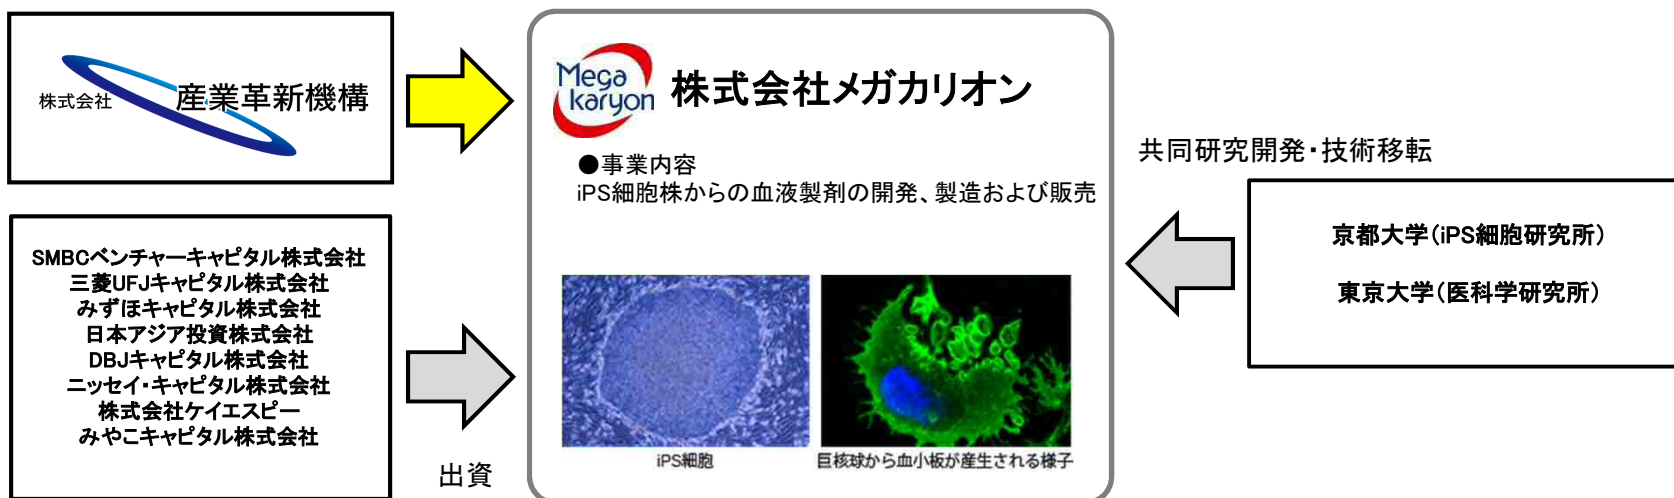 株式会社 産業革新機構
SMBCベンチャーキャピタル株式会社
三菱UFJキャピタル株式会社
みずほキャピタル株式会社
日本アジア投資株式会社
DBJキャピタル株式会社
ニッセイ・キャピタル株式会社
株式会社ケイエスピー
みやこキャピタル株式会社
出資
Mega
karyon
株式会社メガカリオン
●事業内容
iPS細胞株からの血液製剤の開発、製造および販売
iPS細胞
巨核球から血小板が産生される様子
共同研究開発・技術移転
京都大学(iPS細胞研究所)
東京大学(医科学研究所)